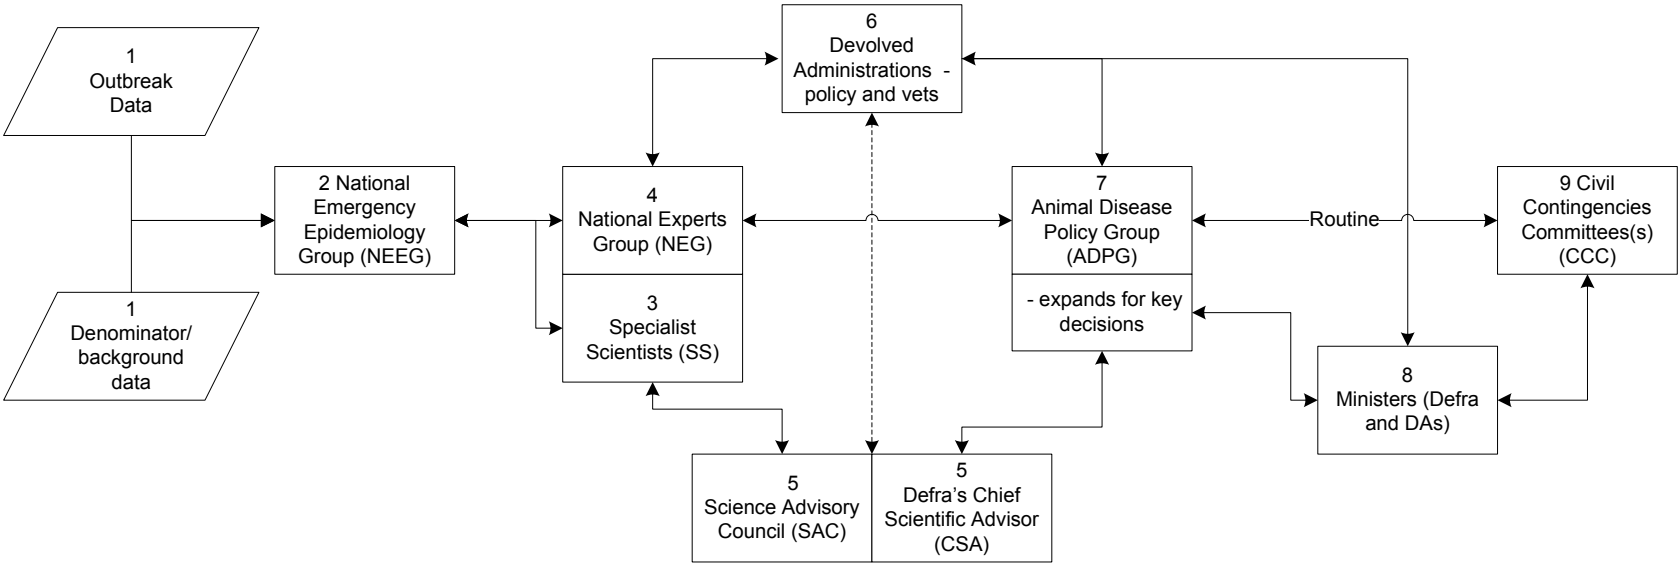 1
Outbreak
Data
1
Denominator/
background
data
2 National
Emergency
Epidemiology
Group (NEEG)
4
National Experts
Group (NEG)
3
Specialist
Scientists (SS)
6
Devolved
Administrations -
policy and vets
5
Science Advisory
Council (SAC)
5
Defra’s Chief
Scientific Advisor
(CSA)
7
Animal Disease
Policy Group
(ADPG)
- expands for key
decisions
Routine
8
Ministers (Defra
and DAs)
9 Civil
Contingencies
Committees(s)
(CCC)